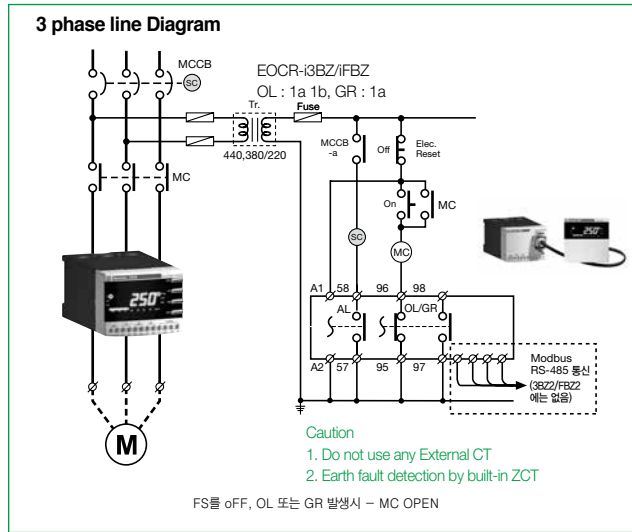 3 phase line Diagram
MCCB
SC
EOCR-i3BZ/iFBZ
OL : 1a 1b, GR : 1a
Tr.
Fuse
440,380/220
MCCB
-a
Off
Elec.
Reset
MC
On
MC
SC
MC
250
250
A1
58
96
98
AL
OL/GR
A2
57
95
97
Modbus
RS-485 통신
(3BZ2/FBZ2
에는 없음)
M
Caution
1. Do not use any External CT
2. Earth fault detection by built-in ZCT
FS를 oFF, OL 또는 GR 발생시 – MC OPEN